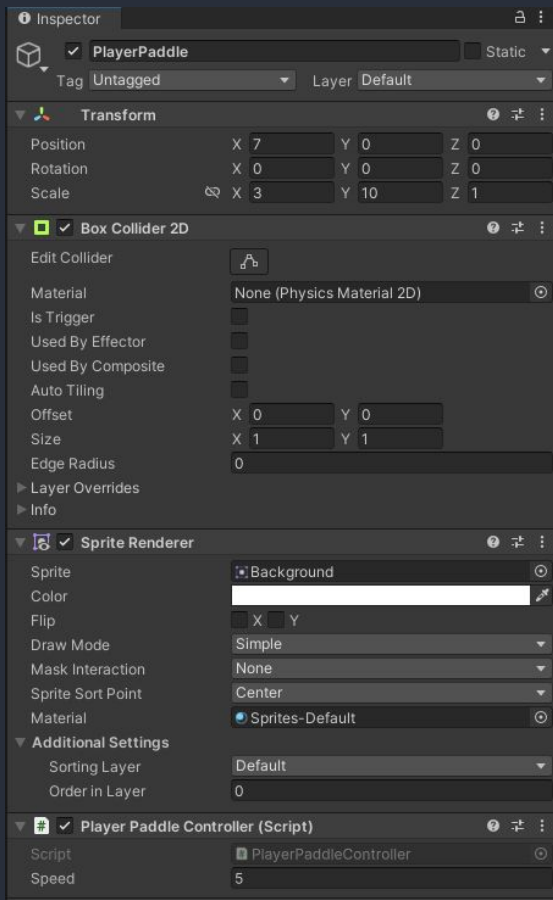 Inspector
PlayerPaddle Static
Tag Untagged Layer Default
Transform
Position X 7 Y 0 Z 0
Rotation X 0 Y 0 Z 0
Scale X 3 Y 10 Z 1
Box Collider 2D
Edit Collider
Material None (Physics Material 2D)
Is Trigger
Used By Effector
Used By Composite
Auto Tiling
Offset X 0 Y 0
Size X 1 Y 1
Edge Radius 0
Layer Overrides
Info
Sprite Renderer
Sprite Background
Color
Flip X Y
Draw Mode Simple
Mask Interaction None
Sprite Sort Point Center
Material Sprites-Default
Additional Settings
Sorting Layer Default
Order in Layer 0
# Player Paddle Controller (Script)
Script PlayerPaddleController
Speed 5